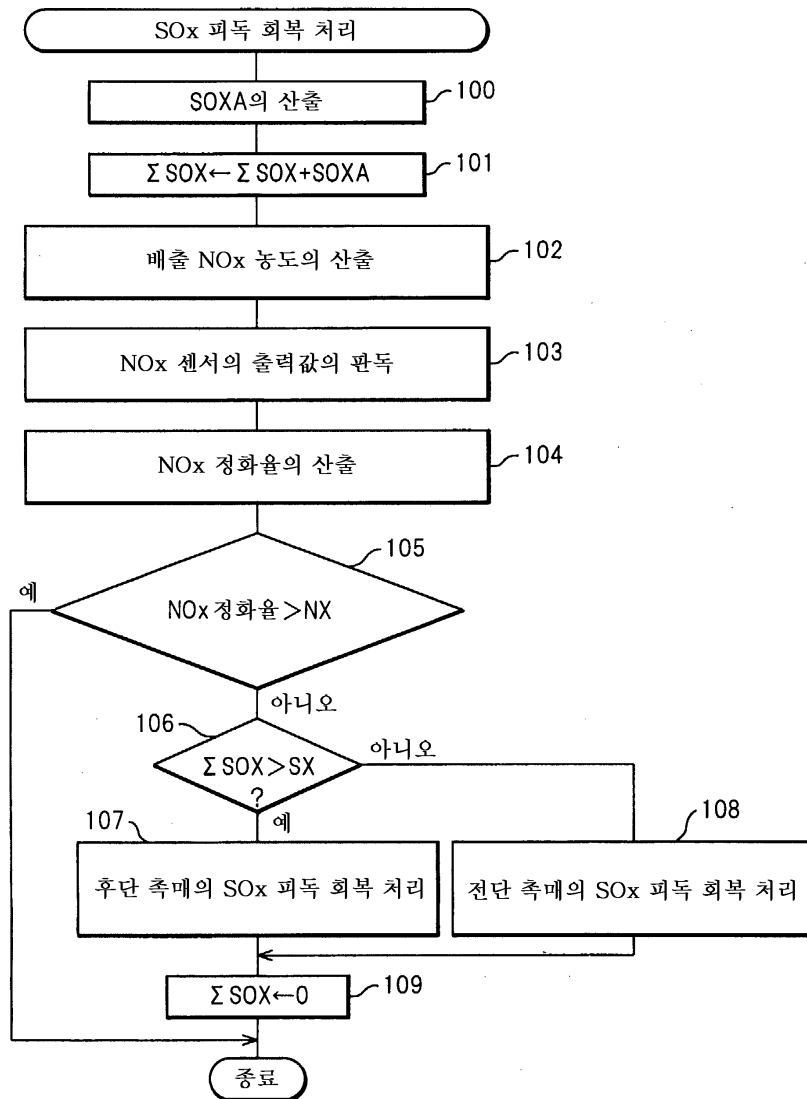 SOx 피독 회복 처리
SOXA의 산출
100
ΣSOX←ΣSOX+SOXA
101
배출 NOx 농도의 산출
102
NOx 센서의 출력값의 판독
103
NOx 정화율의 산출
104
105
예
NOx 정화율>NX
아니오
106
아니오
ΣSOX>SX
?
107
예
108
후단 촉매의 SOx 피독 회복 처리
전단 촉매의 SOx 피독 회복 처리
ΣSOX←0
109
종료